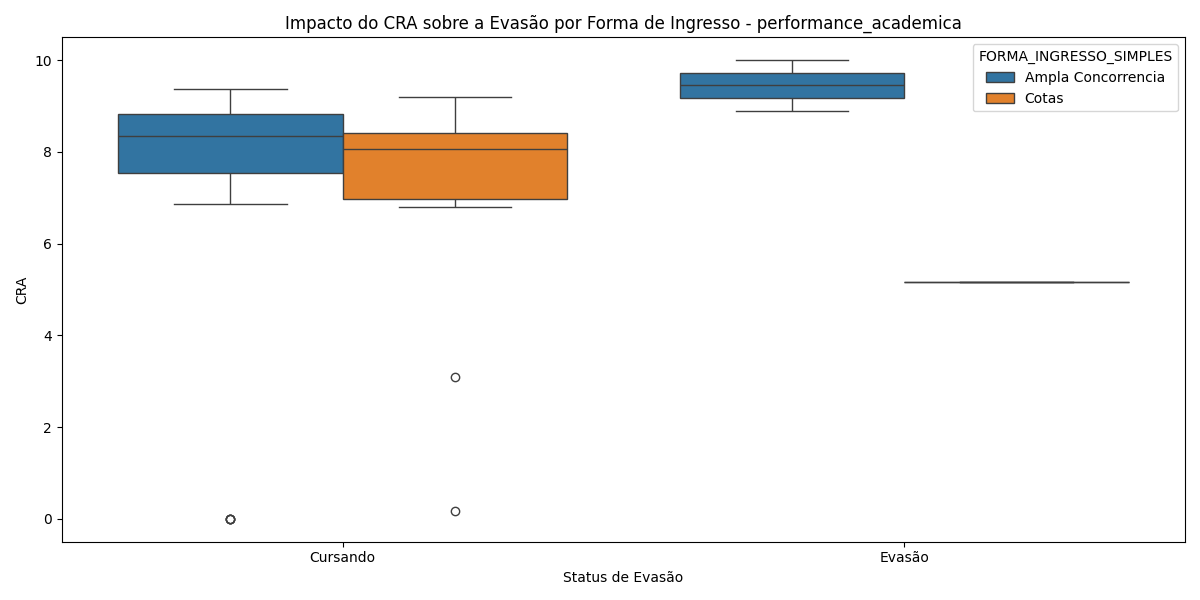 Impacto do CRA sobre a Evasão por Forma de Ingresso - performance_academica
FORMA_INGRESSO_SIMPLES
Ampla Concorrencia
Cotas
CRA
10
8
6
4
2
0
Cursando
Evasão
Status de Evasão